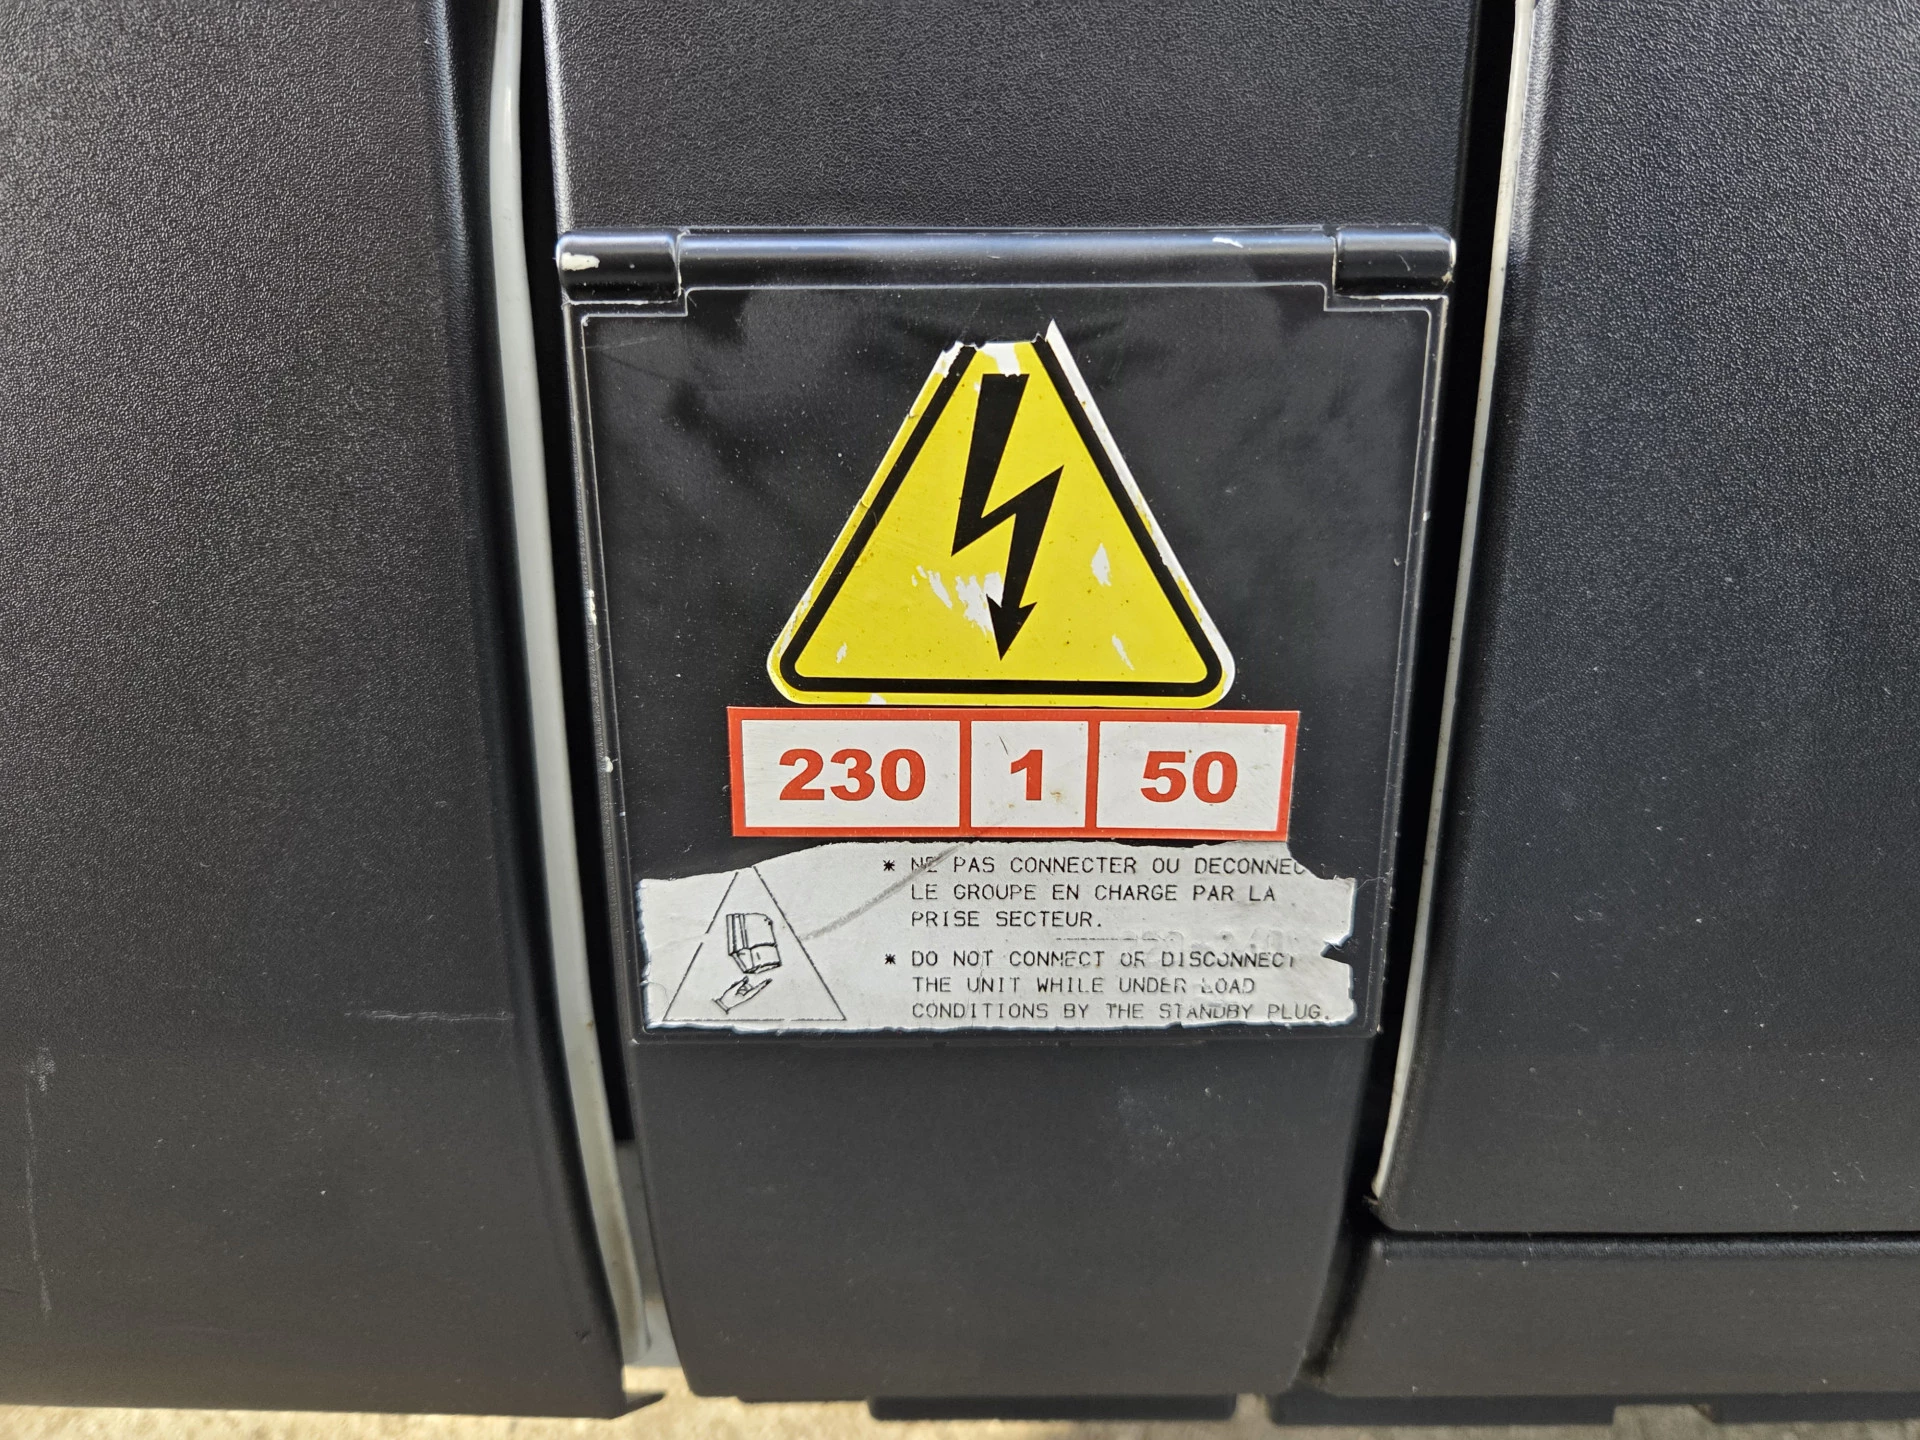 230 1 50
* NE PAS CONNECTER OU DECONNEC
LE GROUPE EN CHARGE PAR LA
PRISE SECTEUR.
* DO NOT CONNECT OR DISCONNECT
THE UNIT WHILE UNDER LOAD
CONDITIONS BY THE STANDBY PLUG.